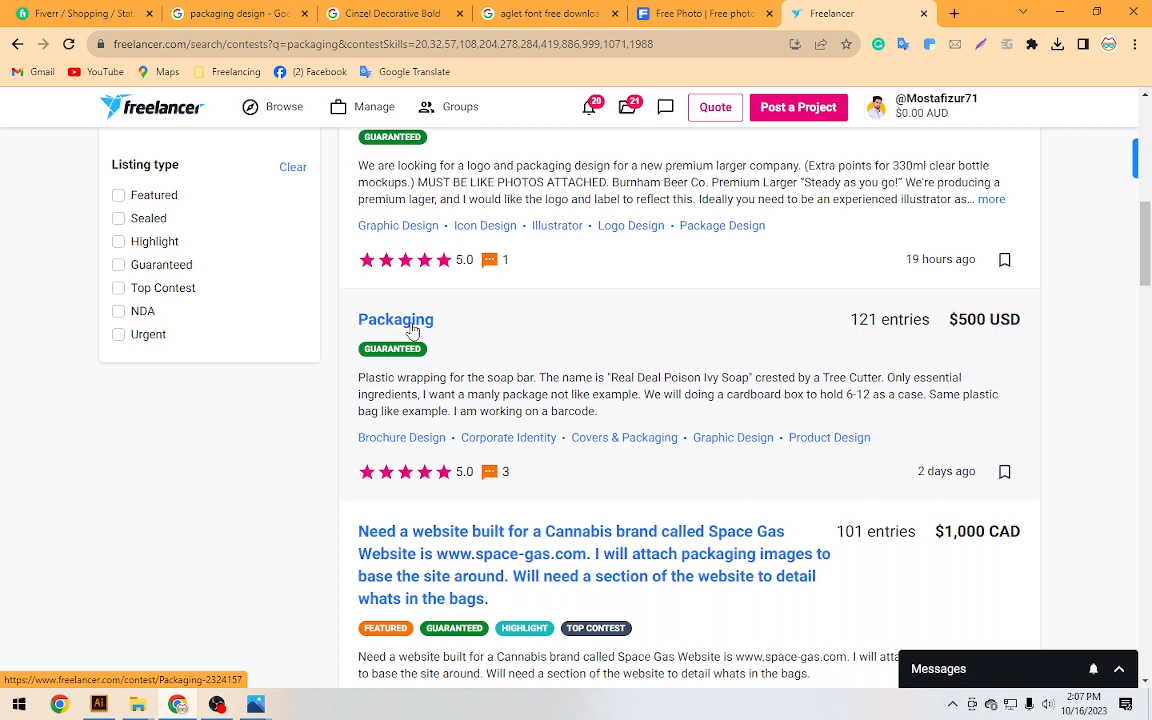 Fiverr / Shopping / Stat
packaging design - Goo
Cinzel Decorative Bold
aglet font free downloa
Free Photo | Free photo
Freelancer
freelancer.com/search/contests?q=packaging&contestSkills=20,32,57,108,204,278,284,419,886,999,1071,1988
Gmail
YouTube
Maps
Freelancing
(2) Facebook
Google Translate
freelancer
Browse
Manage
Groups
20
21
Quote
Post a Project
@Mostafizur71
$0.00 AUD
Listing type
Clear
Featured
Sealed
Highlight
Guaranteed
Top Contest
NDA
Urgent
GUARANTEED
We are looking for a logo and packaging design for a new premium larger company. (Extra points for 330ml clear bottle
mockups.) MUST BE LIKE PHOTOS ATTACHED. Burnham Beer Co. Premium Larger "Steady as you go!" We're producing a
premium lager, and I would like the logo and label to reflect this. Ideally you need to be an experienced illustrator as... more
Graphic Design • Icon Design • Illustrator • Logo Design • Package Design
5.0 1
19 hours ago
Packaging
121 entries $500 USD
GUARANTEED
Plastic wrapping for the soap bar. The name is "Real Deal Poison Ivy Soap" crested by a Tree Cutter. Only essential
ingredients, I want a manly package not like example. We will doing a cardboard box to hold 6-12 as a case. Same plastic
bag like example. I am working on a barcode.
Brochure Design • Corporate Identity • Covers & Packaging • Graphic Design • Product Design
5.0 3
2 days ago
Need a website built for a Cannabis brand called Space Gas
Website is www.space-gas.com. I will attach packaging images to
base the site around. Will need a section of the website to detail
whats in the bags.
101 entries $1,000 CAD
FEATURED GUARANTEED HIGHLIGHT TOP CONTEST
Need a website built for a Cannabis brand called Space Gas Website is www.space-gas.com. I will atta
to base the site around. Will need a section of the website to detail whats in the bags.
Messages
https://www.freelancer.com/contest/Packaging-2324157
Ai
2:07 PM
10/16/2023